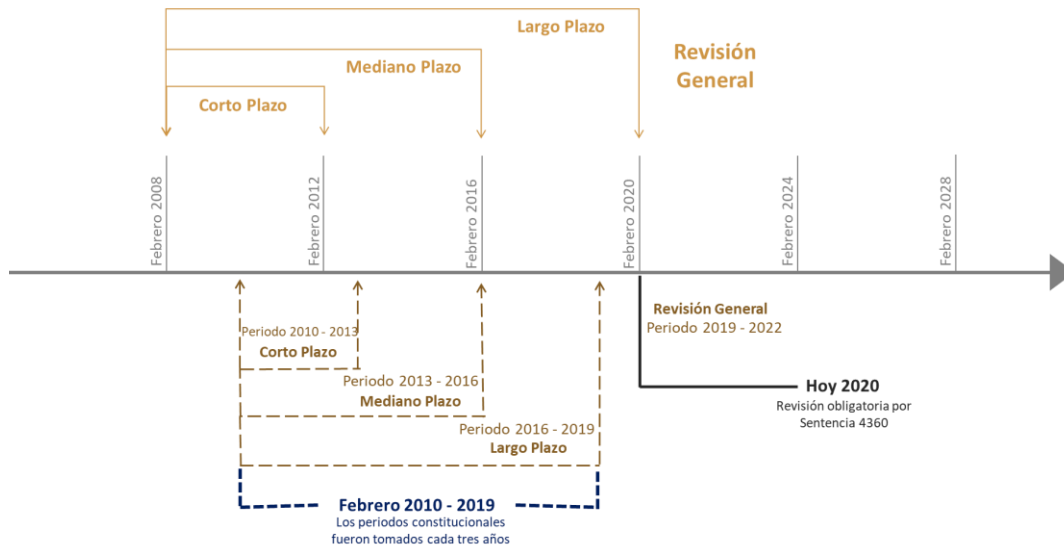 Largo Plazo
Revisión
General
Mediano Plazo
Corto Plazo
Febrero 2008
Febrero 2012
Febrero 2016
Febrero 2020
Febrero 2024
Febrero 2028
Periodo 2010 - 2013
Corto Plazo
Periodo 2013 - 2016
Mediano Plazo
Periodo 2016 - 2019
Largo Plazo
Revisión General
Periodo 2019 - 2022
Hoy 2020
Revisión obligatoria por
Sentencia 4360
Febrero 2010 - 2019
Los periodos constitucionales
fueron tomados cada tres años